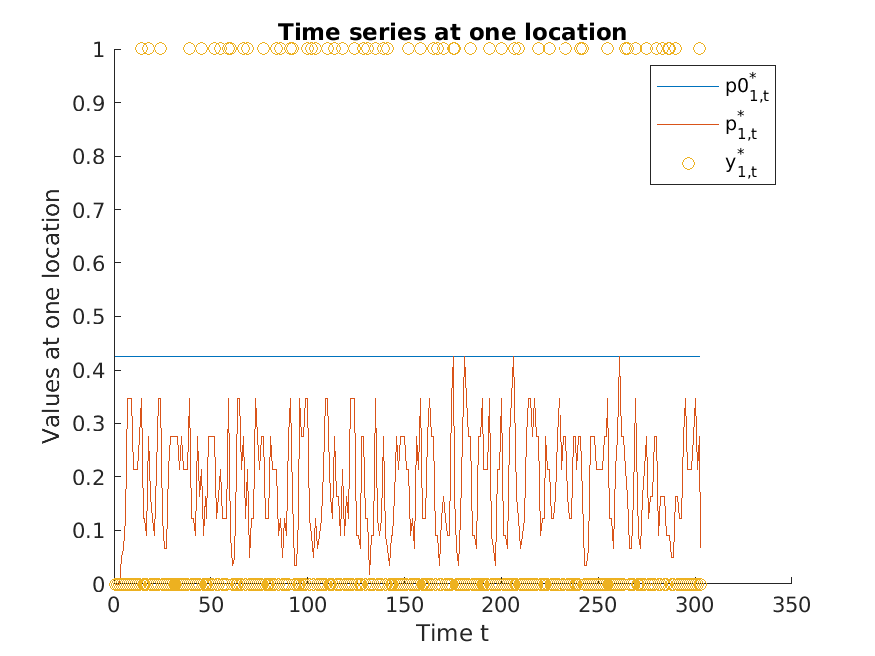 Time series at one location
1
0.9
0.8
0.7
0.6
0.5
0.4
0.3
0.2
0.1
0
Values at one location
p0*1,t
p*1,t
y*1,t
0 50 100 150 200 250 300 350
Time t